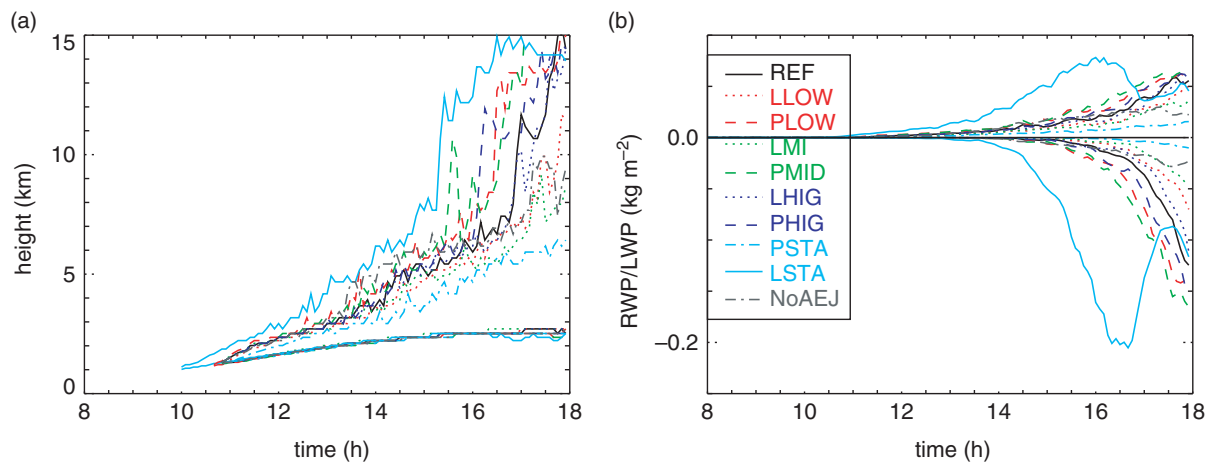 (a)
15
10
5
0
height (km)
8
10
12
14
16
18
time (h)
(b)
REF
LLOW
PLOW
LMI
PMID
LHIG
PHIG
PSTA
LSTA
NoAEJ
0.0
−0.2
RWP/LWP (kg m−2)
8
10
12
14
16
18
time (h)